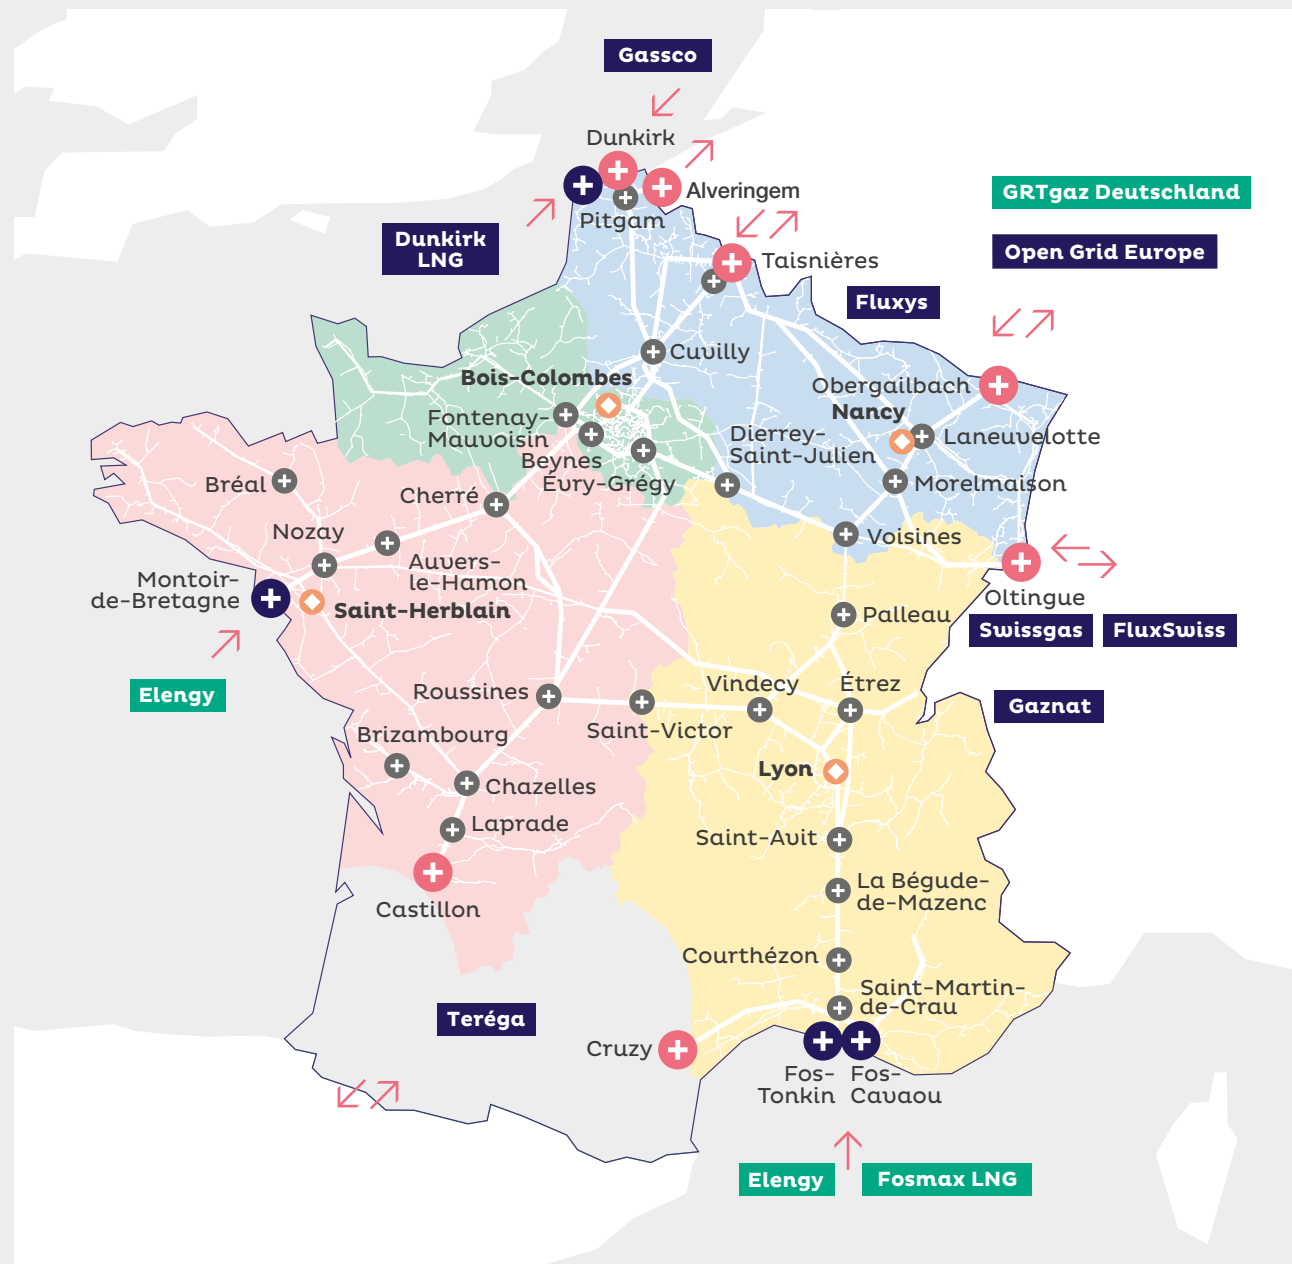 Gassco
Dunkirk
Alveringem
Pitgam
GRTgaz Deutschland
Dunkirk
LNG
Open Grid Europe
Taisnières
Fluxys
Cuvilly
Bois-Colombes
Obergailbach
Nancy
Fontenay-
Mauvoisin
Dierrey-
Saint-Julien
Laneuvelotte
Beynes
Évry-Grégy
Bréal
Cherré
Morelmaison
Nozay
Voisines
Auvers-
le-Hamon
Montoir-
de-Bretagne
Saint-Herblain
Oltingue
Palleau
Swissgas
FluxSwiss
Elengy
Roussines
Vindecy
Étrez
Gaznat
Saint-Victor
Brizambourg
Lyon
Chazelles
Laprade
Saint-Avit
La Bégude-
de-Mazenc
Castillon
Courthézon
Saint-Martin-
de-Crau
Teréga
Cruzy
Fos-
Tonkin
Fos-
Cavaou
Elengy
Fosmax LNG